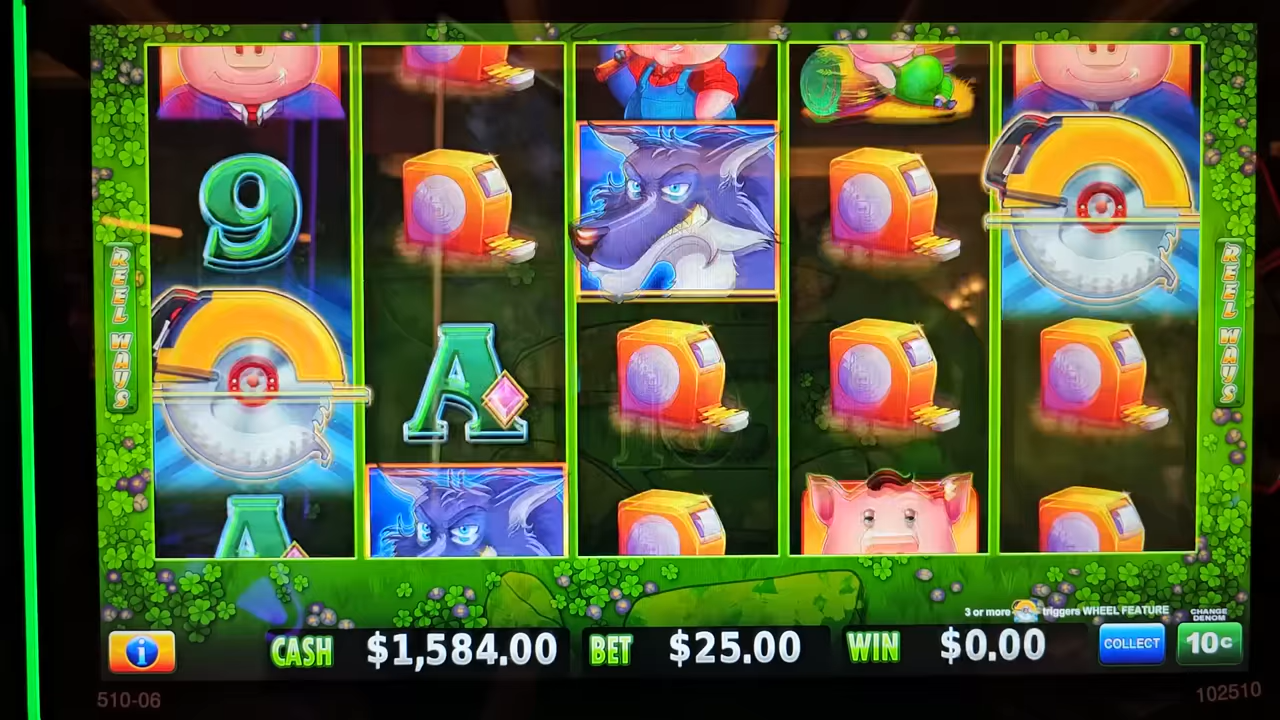 9
A
A
REEL WAYS
REEL WAYS
3 or more triggers WHEEL FEATURE
CHANGE
DENOM
i CASH $1,584.00 BET $25.00 WIN $0.00 COLLECT 10¢
510-06
102510